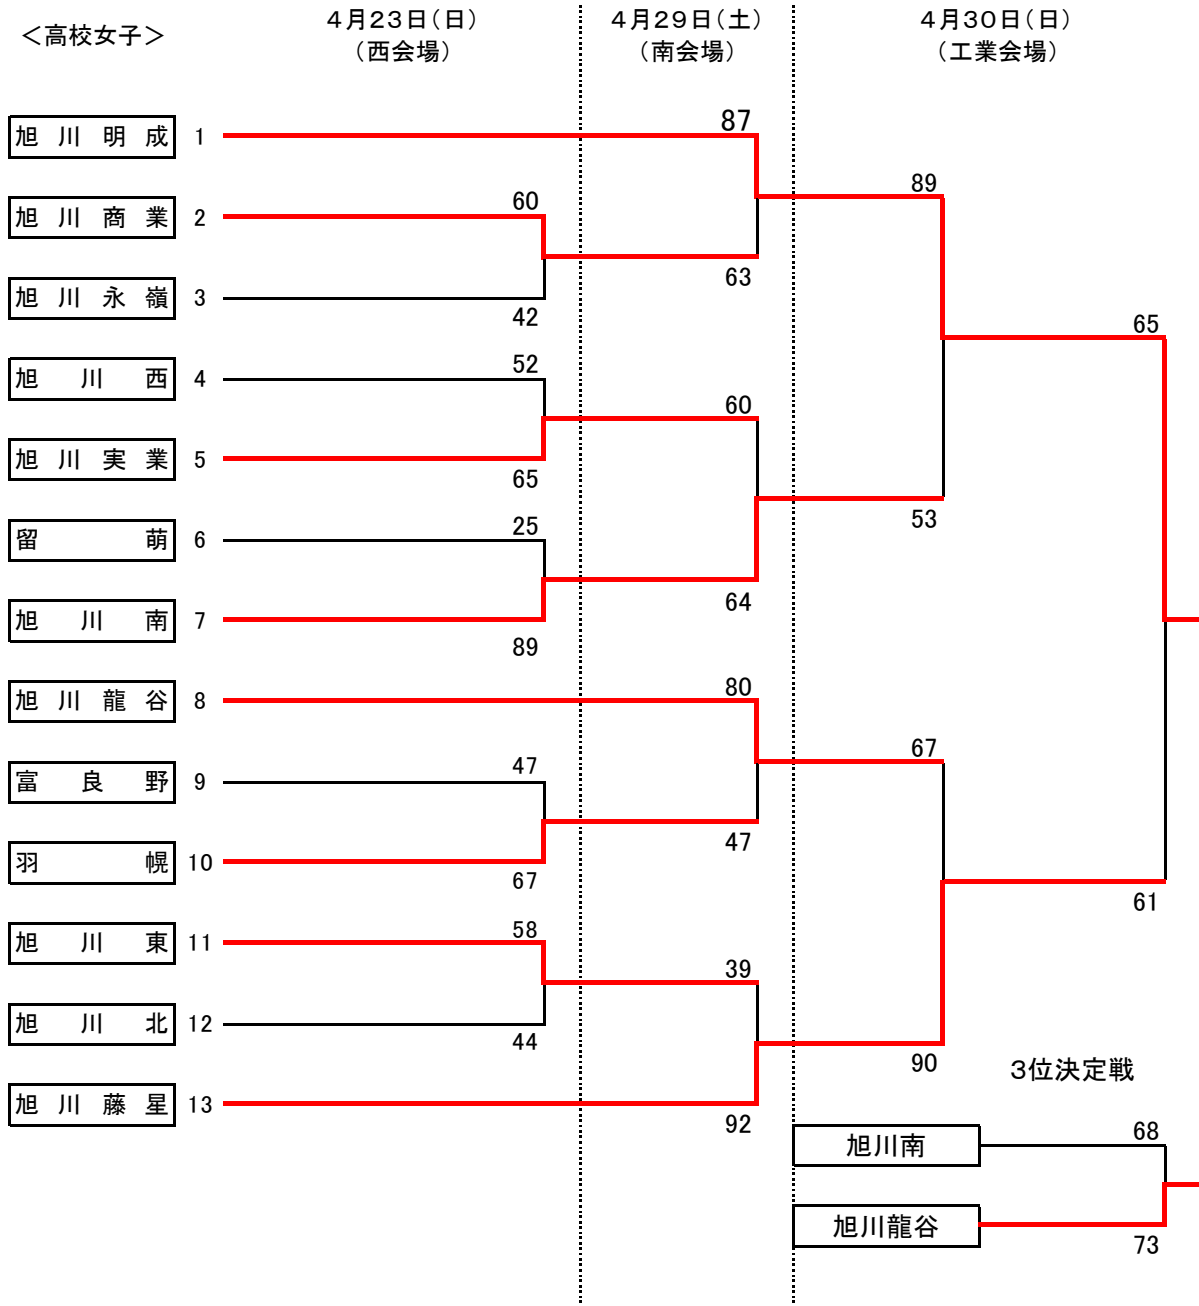 ＜高校女子＞
4月23日(日)
(西会場)
4月29日(土)
(南会場)
4月30日(日)
(工業会場)
旭川明成 1
87
89
旭川商業 2
60
63
旭川永嶺 3
42
65
旭川西 4
52
60
旭川実業 5
65
53
留萌 6
25
64
旭川南 7
89
旭川龍谷 8
80
67
富良野 9
47
47
羽幌 10
67
61
旭川東 11
58
39
旭川北 12
44
90
3位決定戦
旭川藤星 13
92
旭川南
68
旭川龍谷
73